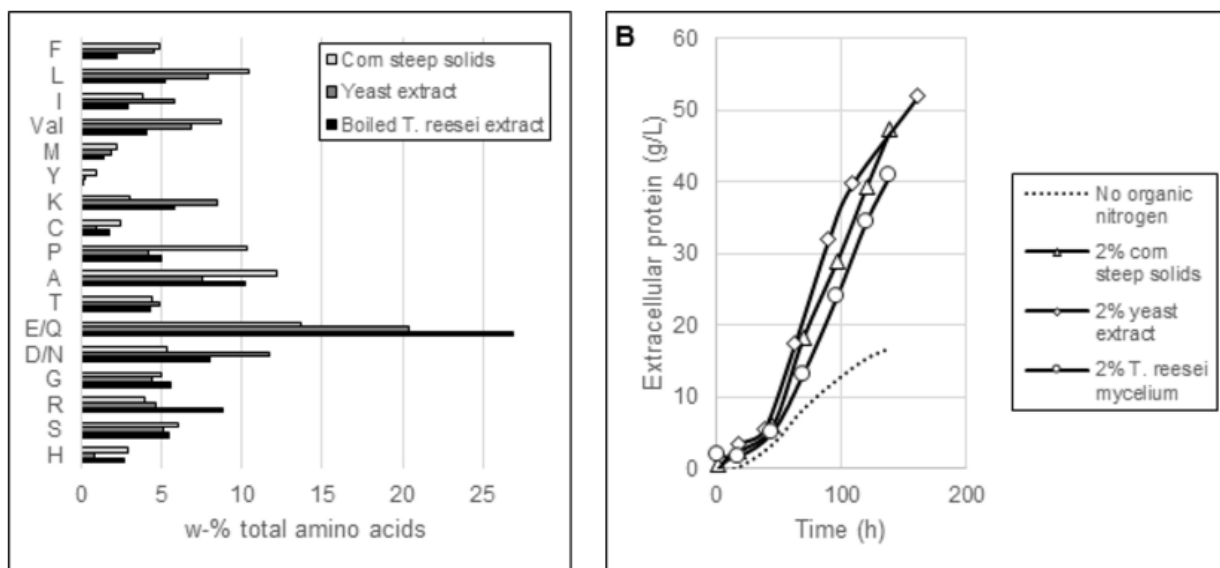 F
L
I
Val
M
Y
K
C
P
A
T
E/Q
D/N
G
R
S
H
0 5 10 15 20 25
w-% total amino acids
Corn steep solids
Yeast extract
Boiled T. reesei extract
B
60
50
40
30
20
10
0
Extracellular protein (g/L)
0 100 200
Time (h)
No organic
nitrogen
2% corn
steep solids
2% yeast
extract
2% T. reesei
mycelium